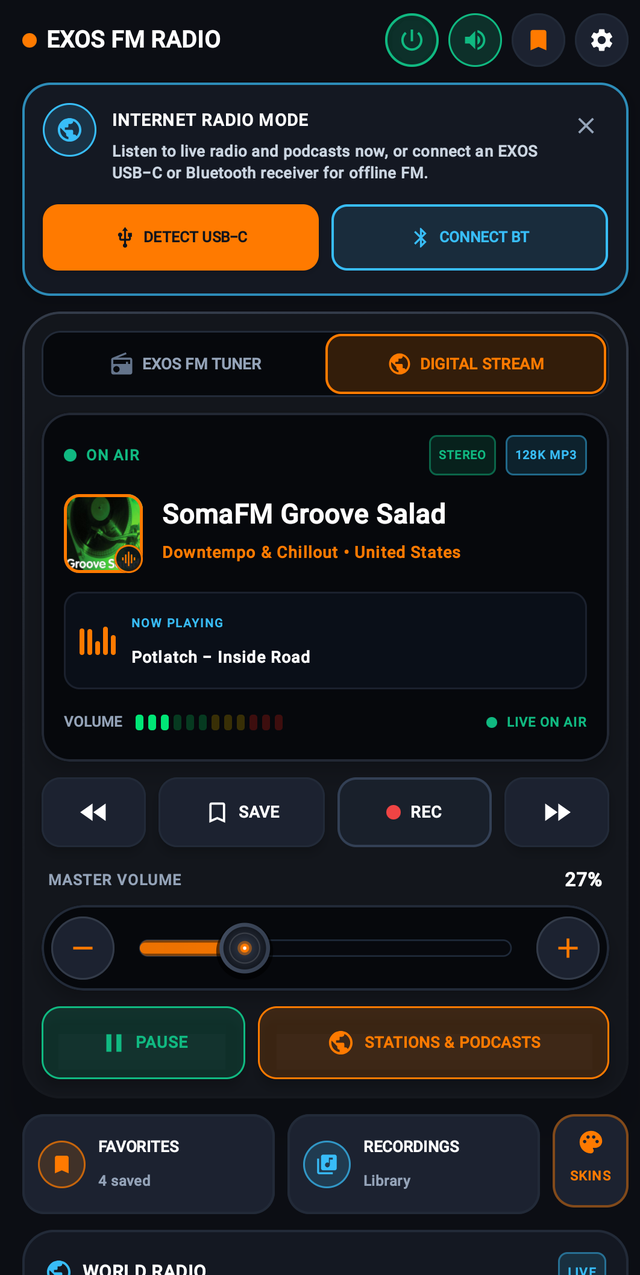 EXOS FM RADIO
INTERNET RADIO MODE
Listen to live radio and podcasts now, or connect an EXOS
USB-C or Bluetooth receiver for offline FM.
DETECT USB-C
CONNECT BT
EXOS FM TUNER
DIGITAL STREAM
ON AIR
STEREO
128K MP3
SomaFM Groove Salad
Groove S
Downtempo & Chillout • United States
NOW PLAYING
Potlatch – Inside Road
VOLUME
LIVE ON AIR
SAVE
REC
MASTER VOLUME
27%
PAUSE
STATIONS & PODCASTS
FAVORITES
4 saved
RECORDINGS
Library
SKINS
WORLD RADIO
LIVE